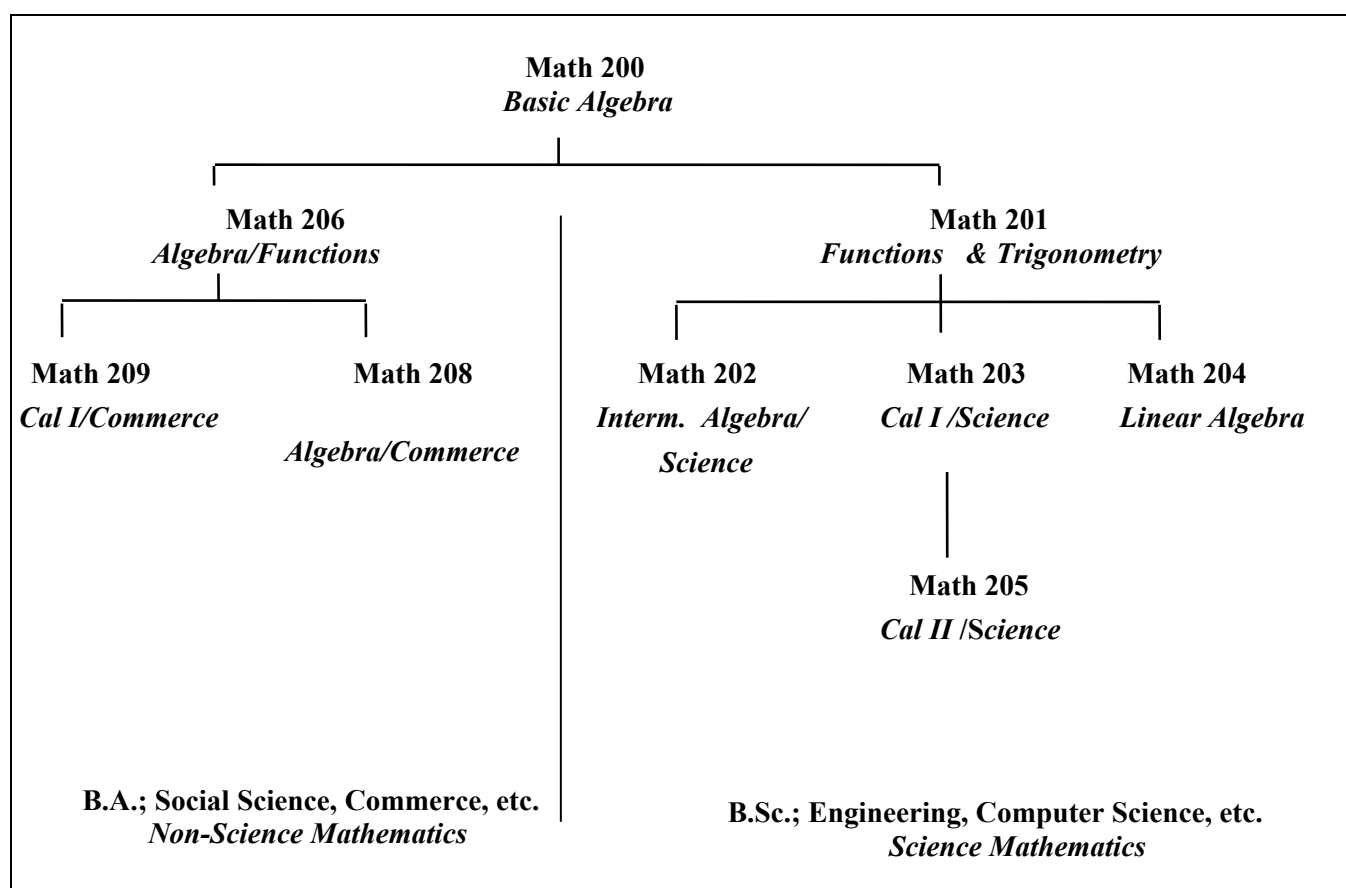 Math 200
Basic Algebra
Math 206
Algebra/Functions
Math 201
Functions & Trigonometry
Math 209
Cal I/Commerce
Math 208
Algebra/Commerce
Math 202
Interm. Algebra/
Science
Math 203
Cal I /Science
Math 204
Linear Algebra
Math 205
Cal II /Science
B.A.; Social Science, Commerce, etc.
Non-Science Mathematics
B.Sc.; Engineering, Computer Science, etc.
Science Mathematics